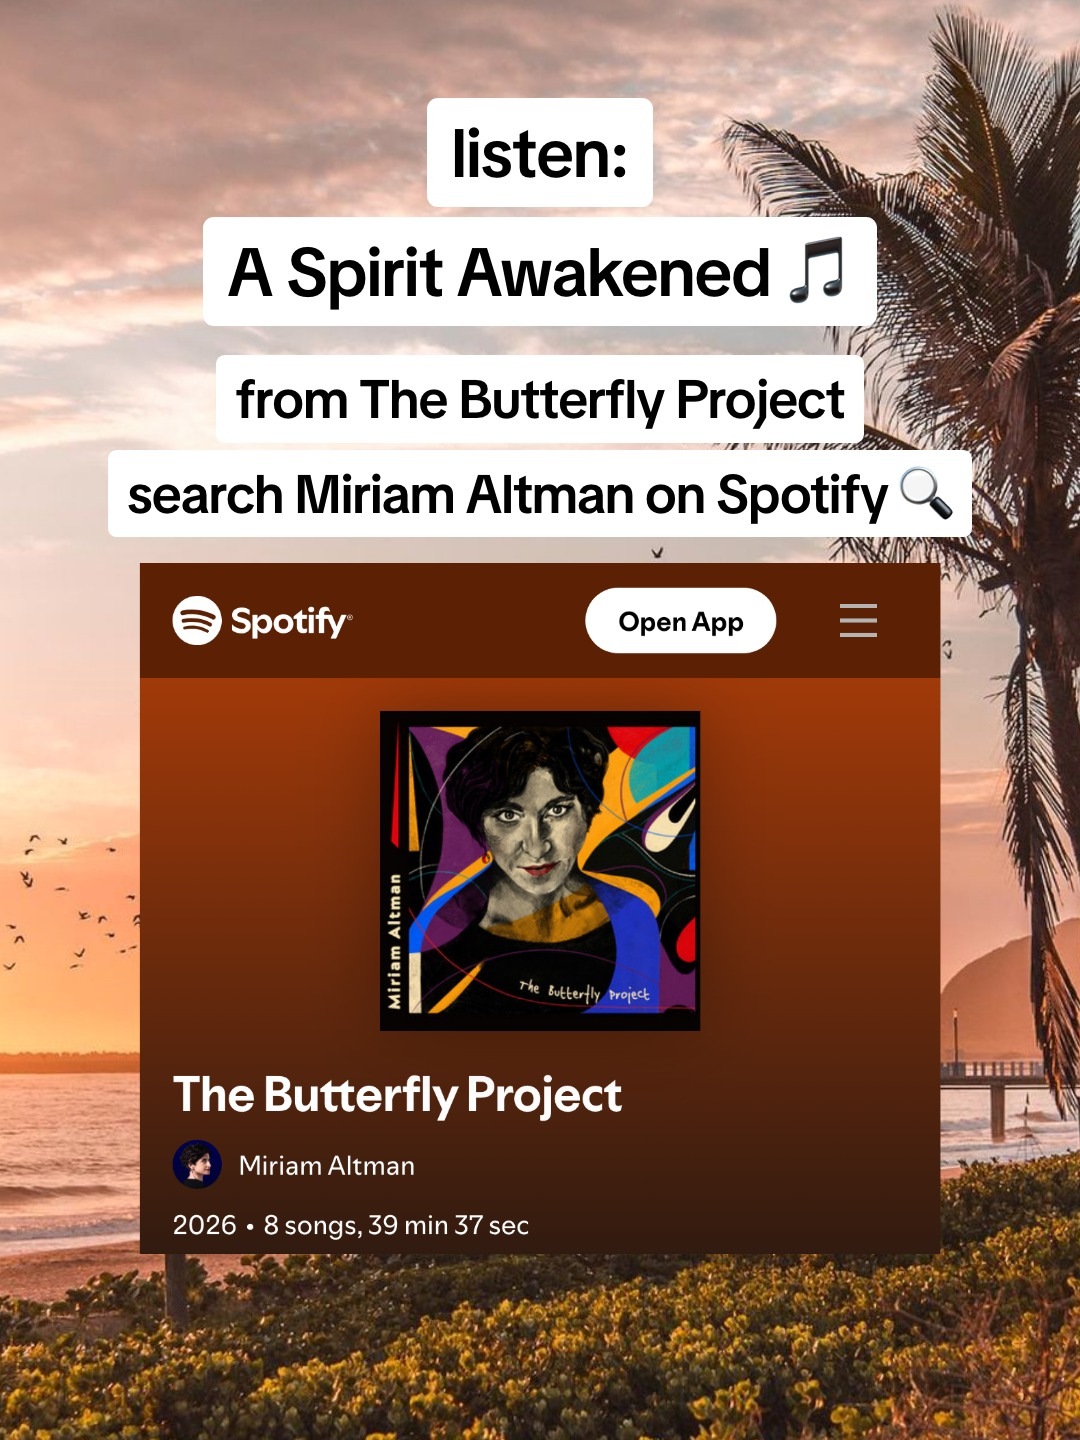 listen:
A Spirit Awakened 🎵
from The Butterfly Project
search Miriam Altman on Spotify 🔍
Spotify®
Open App
Miriam Altman
The Butterfly Project
The Butterfly Project
Miriam Altman
2026 • 8 songs, 39 min 37 sec